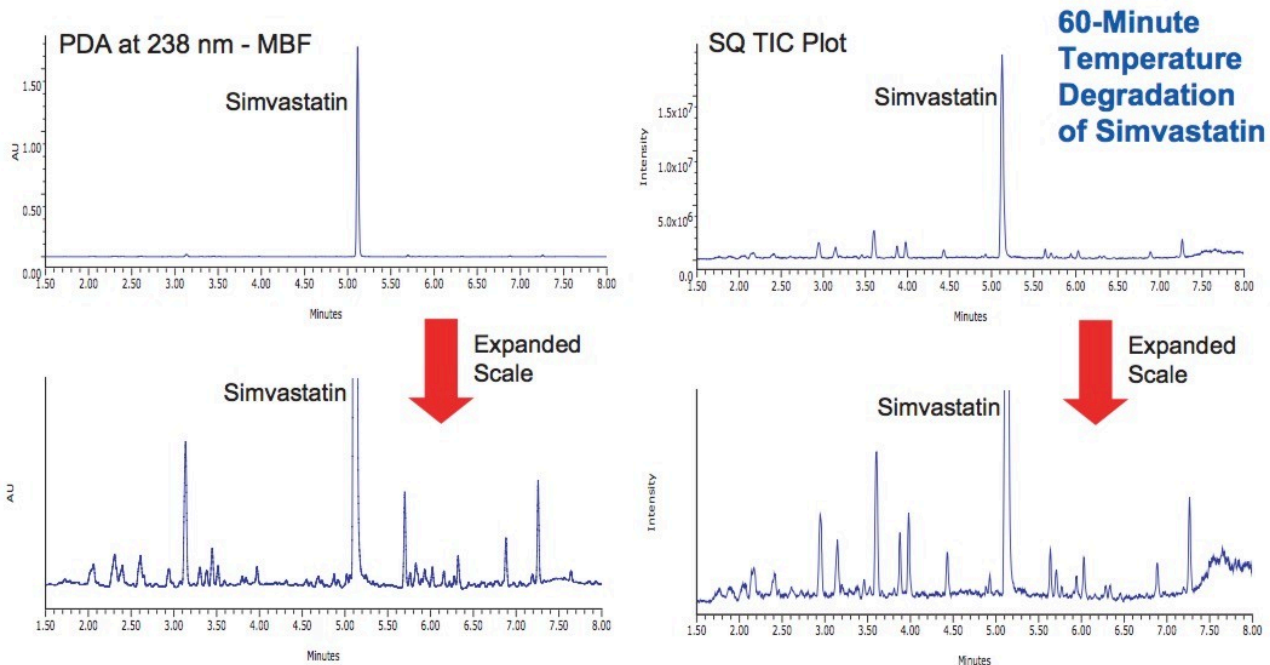 PDA at 238 nm - MBF
Simvastatin
AU
1.50
1.00
0.50
0.00
1.50 2.00 2.50 3.00 3.50 4.00 4.50 5.00 5.50 6.00 6.50 7.00 7.50 8.00
Minutes
SQ TIC Plot
Simvastatin
Intensity
1.5x10⁷
1.0x10⁷
5.0x10⁶
0.0
1.50 2.00 2.50 3.00 3.50 4.00 4.50 5.00 5.50 6.00 6.50 7.00 7.50 8.00
Minutes
60-Minute
Temperature
Degradation
of Simvastatin
Expanded
Scale
Simvastatin
AU
1.50 2.00 2.50 3.00 3.50 4.00 4.50 5.00 5.50 6.00 6.50 7.00 7.50 8.00
Minutes
Expanded
Scale
Simvastatin
Intensity
1.50 2.00 2.50 3.00 3.50 4.00 4.50 5.00 5.50 6.00 6.50 7.00 7.50 8.00
Minutes